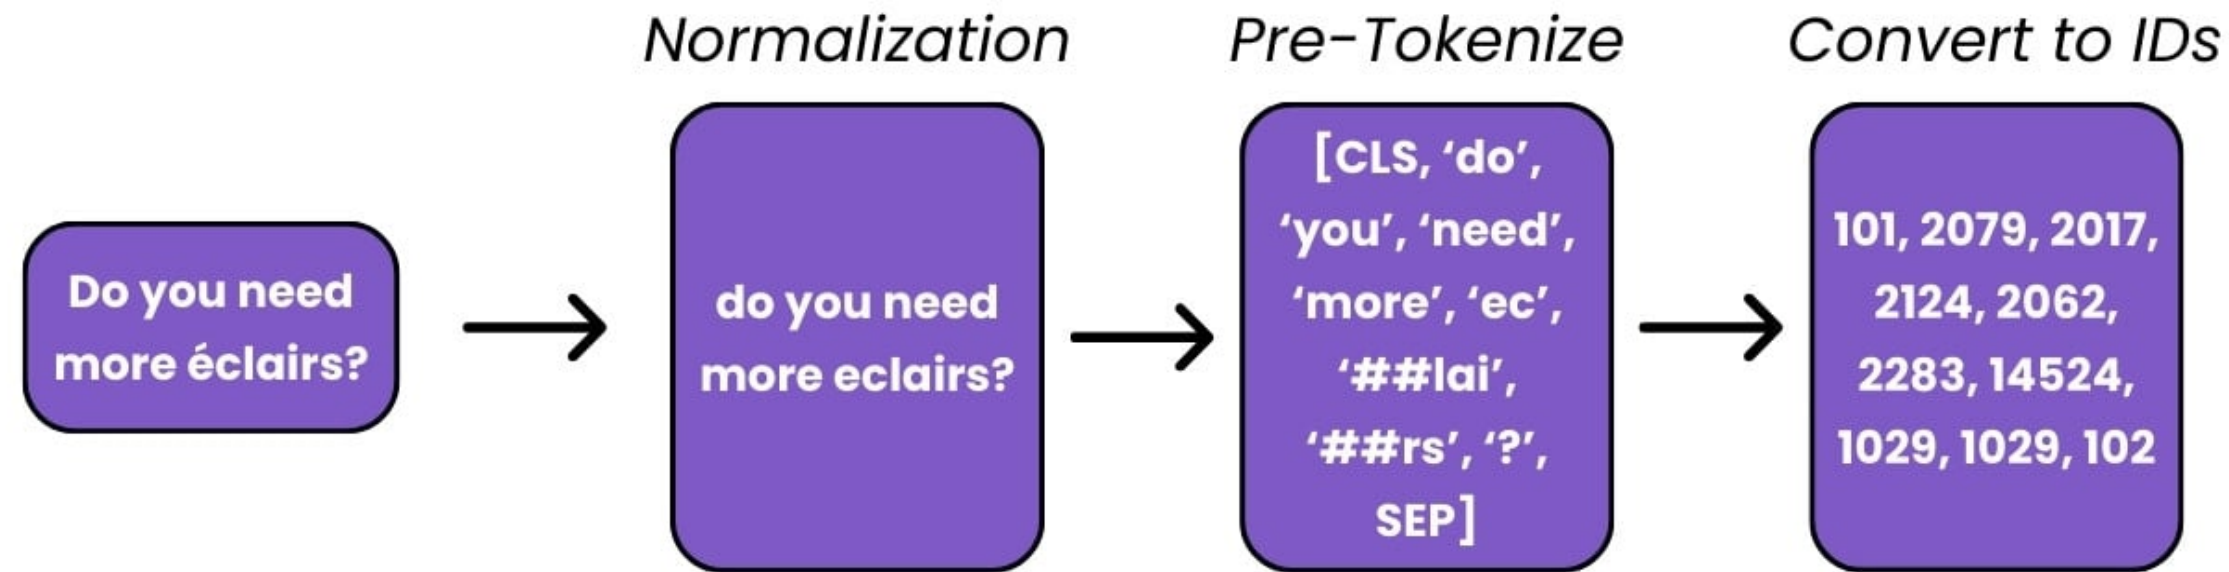 Normalization
Pre-Tokenize
Convert to IDs
Do you need
more éclairs?
do you need
more eclairs?
[CLS, ‘do’,
‘you’, ‘need’,
‘more’, ‘ec’,
‘##lai’,
‘##rs’, ‘?’,
SEP]
101, 2079, 2017,
2124, 2062,
2283, 14524,
1029, 1029, 102